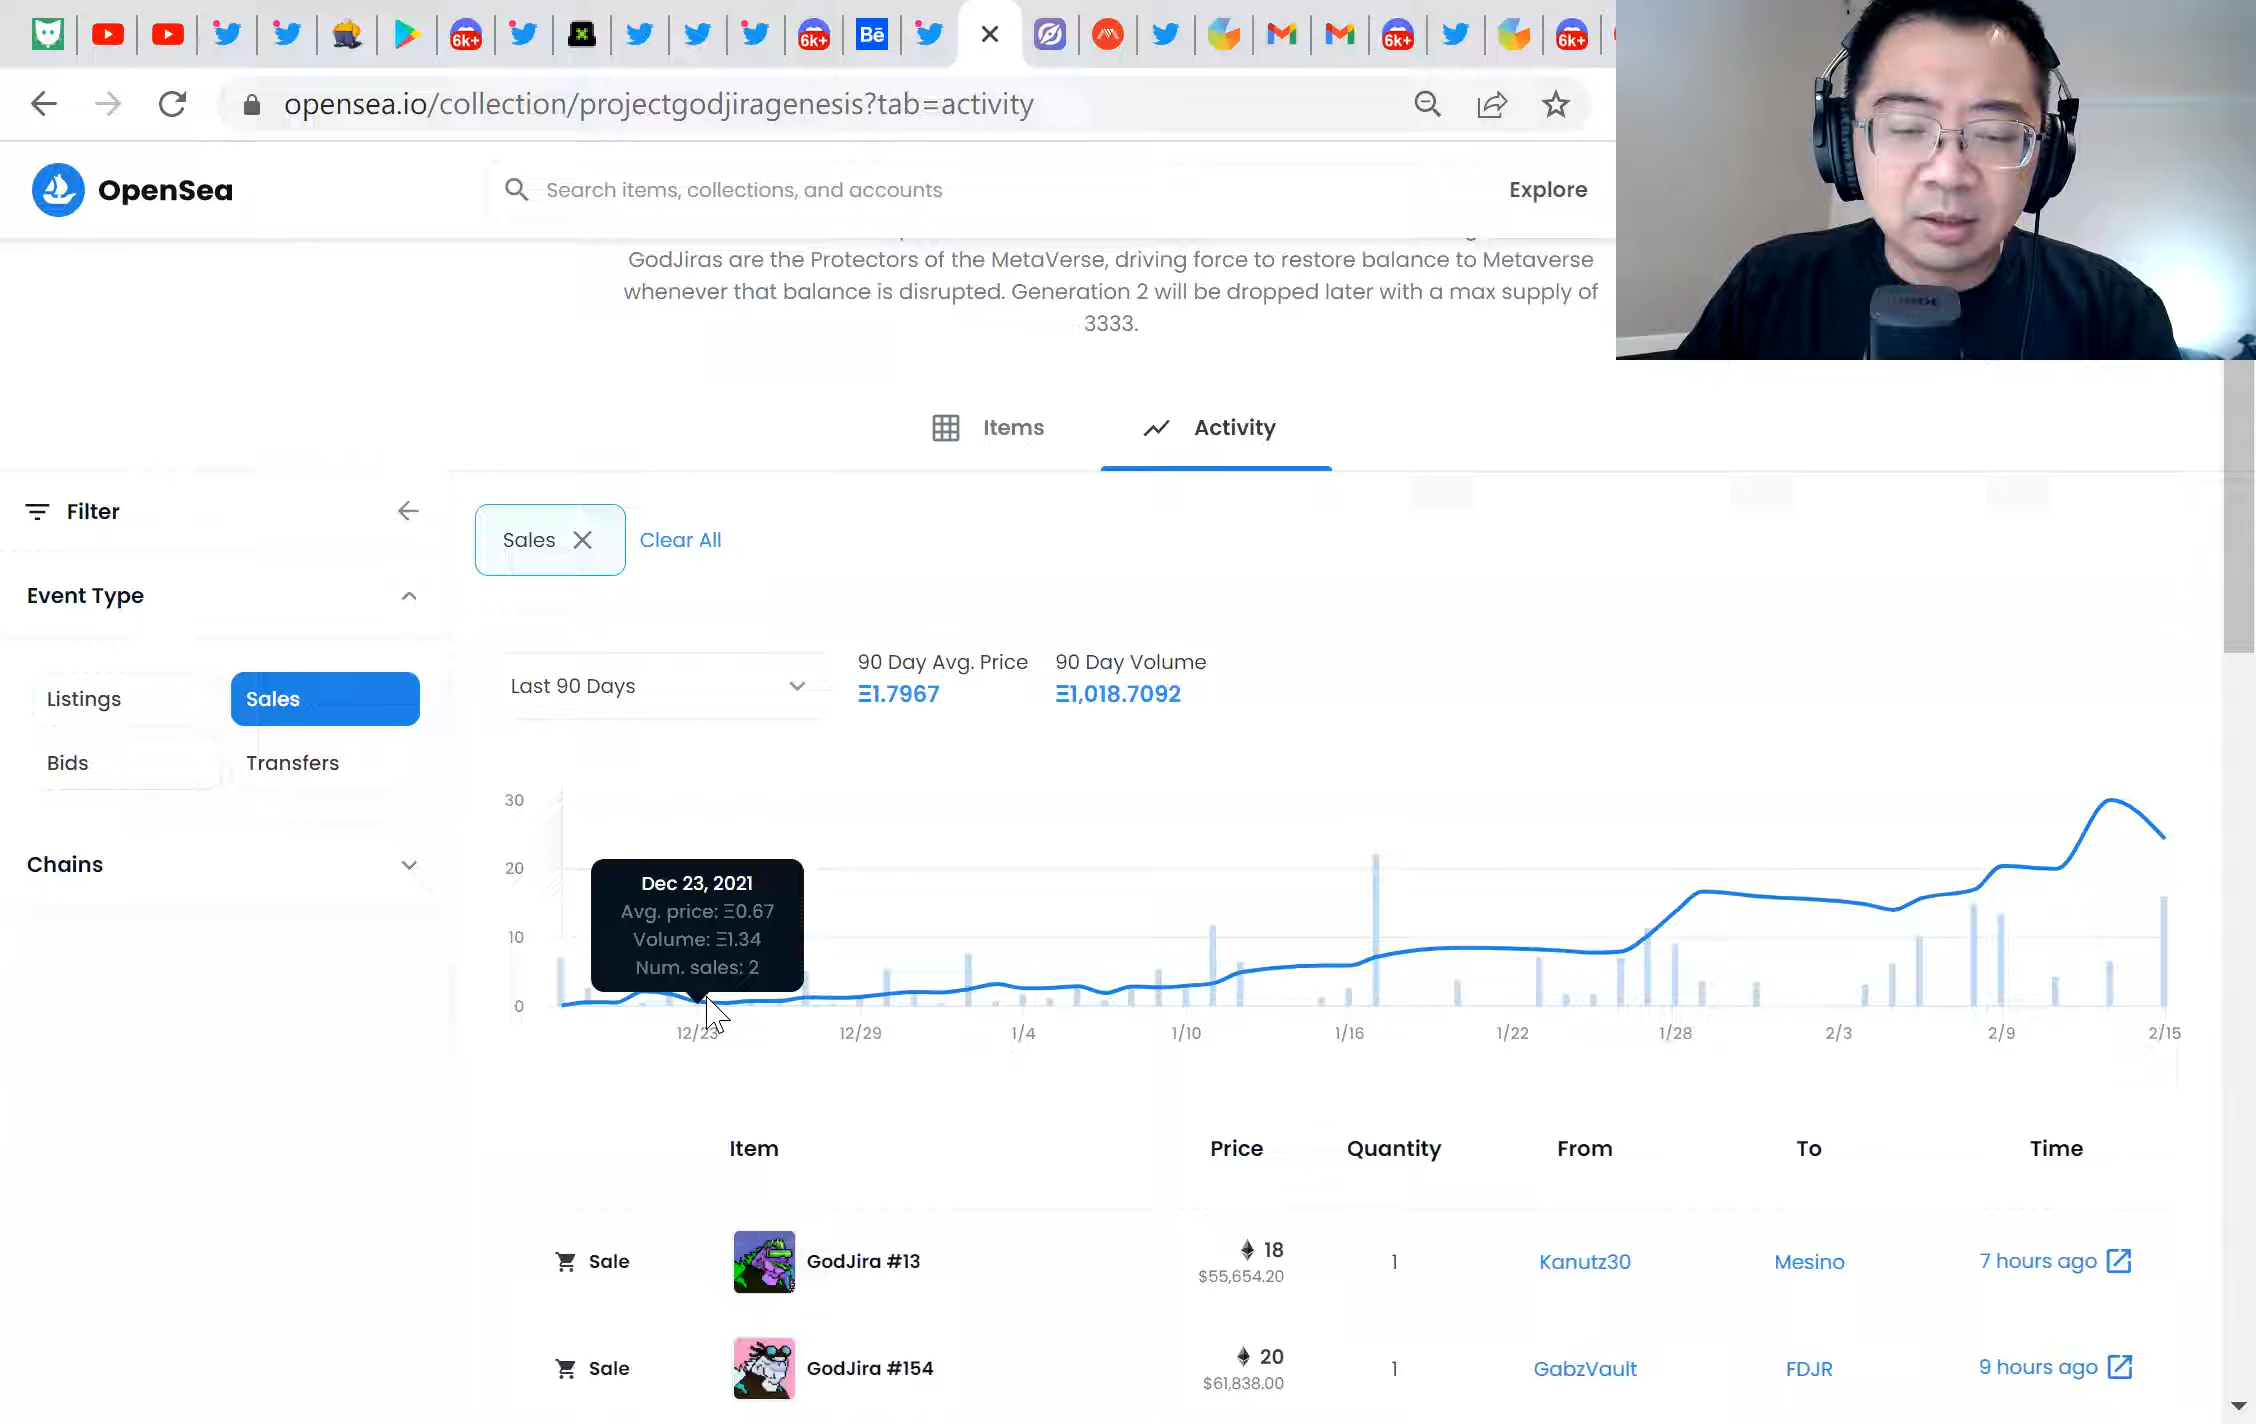 6k+
Bē
6k+
6k+
6k+
opensea.io/collection/projectgodjiragenesis?tab=activity
OpenSea
Search items, collections, and accounts
Explore
GodJiras are the Protectors of the MetaVerse, driving force to restore balance to Metaverse
whenever that balance is disrupted. Generation 2 will be dropped later with a max supply of
3333.
Items
Activity
Filter
Sales
Clear All
Event Type
Listings
Sales
Bids
Transfers
Chains
Last 90 Days
90 Day Avg. Price
Ξ1.7967
90 Day Volume
Ξ1,018.7092
30
20
10
0
Dec 23, 2021
Avg. price: Ξ0.67
Volume: Ξ1.34
Num. sales: 2
12/23
12/29
1/4
1/10
1/16
1/22
1/28
2/3
2/9
2/15
Item
Price
Quantity
From
To
Time
Sale
GodJira #13
18
$55,654.20
1
Kanutz30
Mesino
7 hours ago
Sale
GodJira #154
20
$61,838.00
1
GabzVault
FDJR
9 hours ago